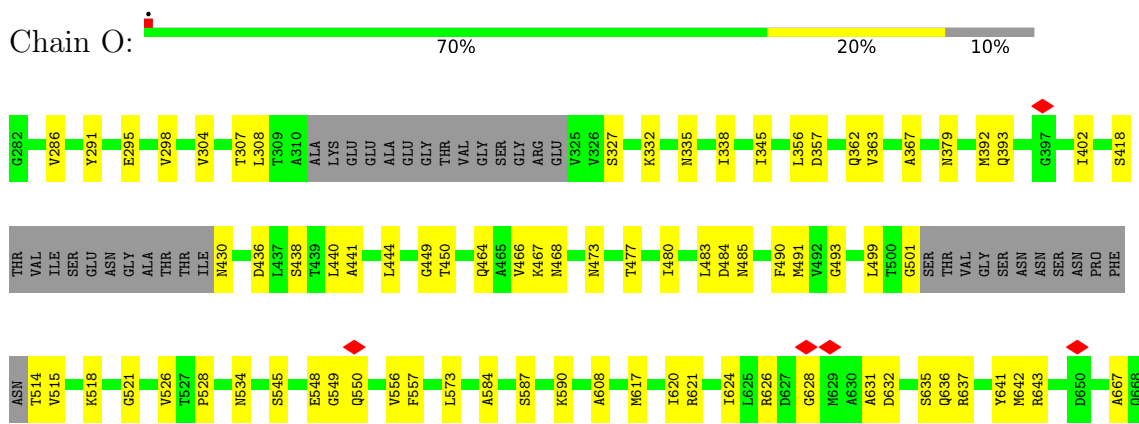 Chain O:
70% 20% 10%
G282 V286 Y291 E295 V298 V304 T307 L308 T309 A310 ALA LYS GLU GLU ALA GLU GLY THR VAL GLY SER GLY ARG GLU V325 V326 S327 K332 N335 I338 I345 L356 D357 Q362 V363 A367 N379 M392 Q393 G397 I402 S418
THR VAL ILE SER GLU ASN GLY ALA THR THR ILE N430 D436 L437 S438 T439 L440 A441 L444 G449 T450 Q464 A465 V466 K467 N468 N473 T477 I480 L483 D484 N485 F490 M491 V492 G493 L499 T500 G501 SER THR VAL GLY SER ASN ASN SER ASN PRO PHE
ASN T514 V515 K518 G521 V526 T527 P528 N534 S545 E548 G549 Q550 V556 F557 L573 A584 S587 K590 A608 M617 I620 R621 I624 L625 R626 D627 G628 M629 A630 A631 D632 S635 Q636 R637 Y641 M642 R643 D650 A667 Q668